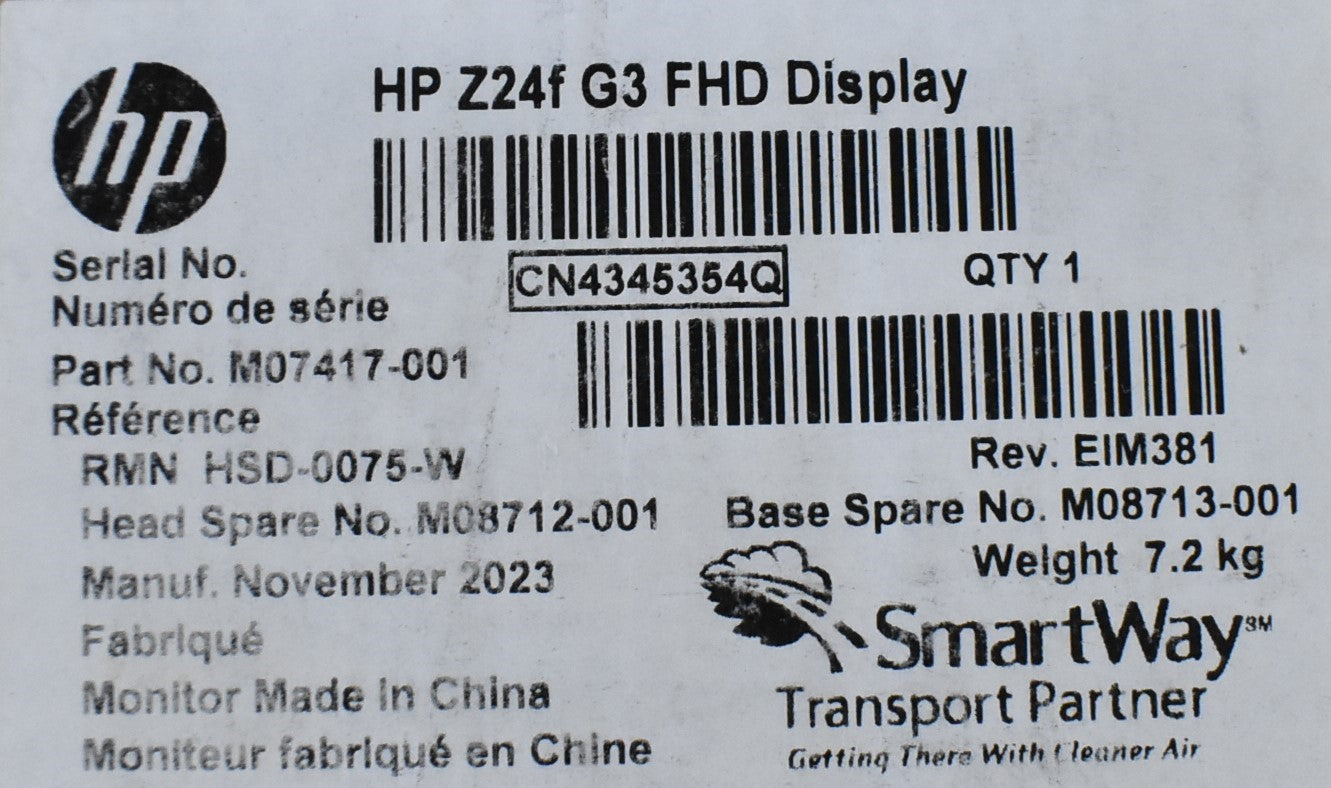 hp
HP Z24f G3 FHD Display
Serial No.
Numéro de série
CN4345354Q
QTY 1
Part No. M07417-001
Référence
RMN HSD-0075-W
Rev. EIM381
Head Spare No. M08712-001
Base Spare No. M08713-001
Manuf. November 2023
Weight 7.2 kg
Fabriqué
Monitor Made in China
Moniteur fabriqué en Chine
SmartWay SM
Transport Partner
Getting There With Cleaner Air